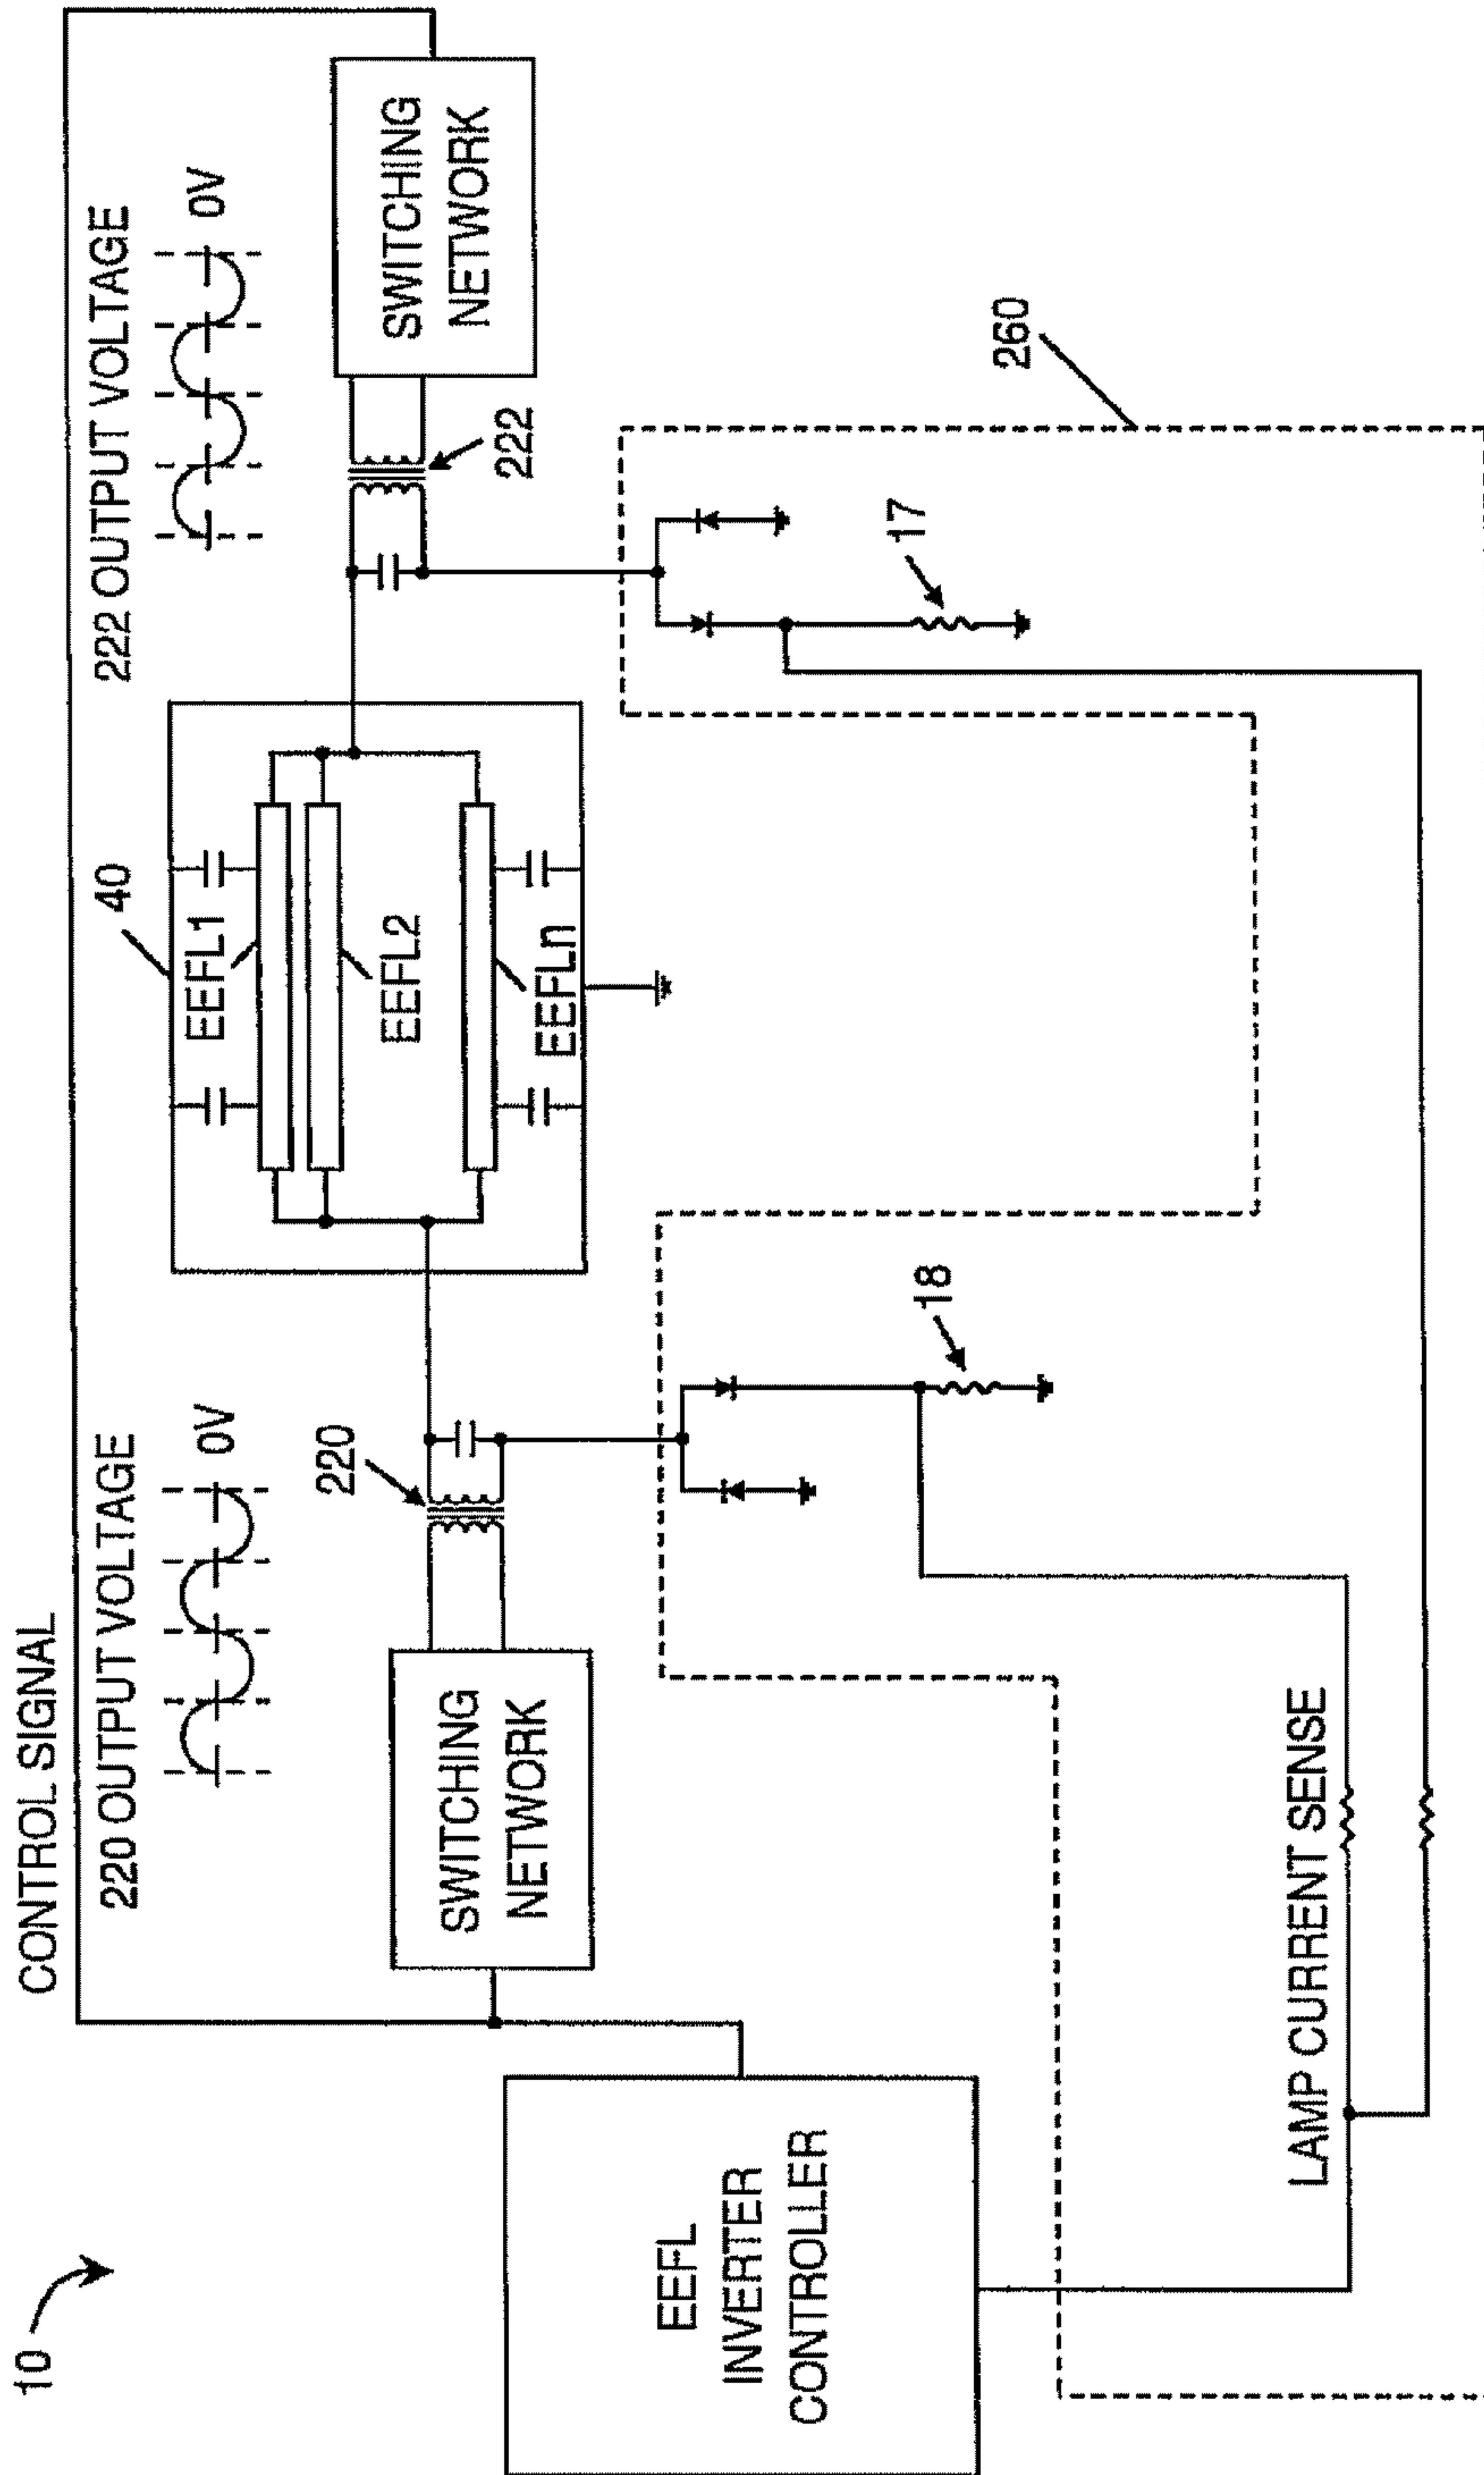 10
CONTROL SIGNAL
220 OUTPUT VOLTAGE
0V
222 OUTPUT VOLTAGE
0V
40
EEFL1
EEFL2
EEFLn
220
222
SWITCHING
NETWORK
SWITCHING
NETWORK
EEFL
INVERTER
CONTROLLER
18
17
260
LAMP CURRENT SENSE